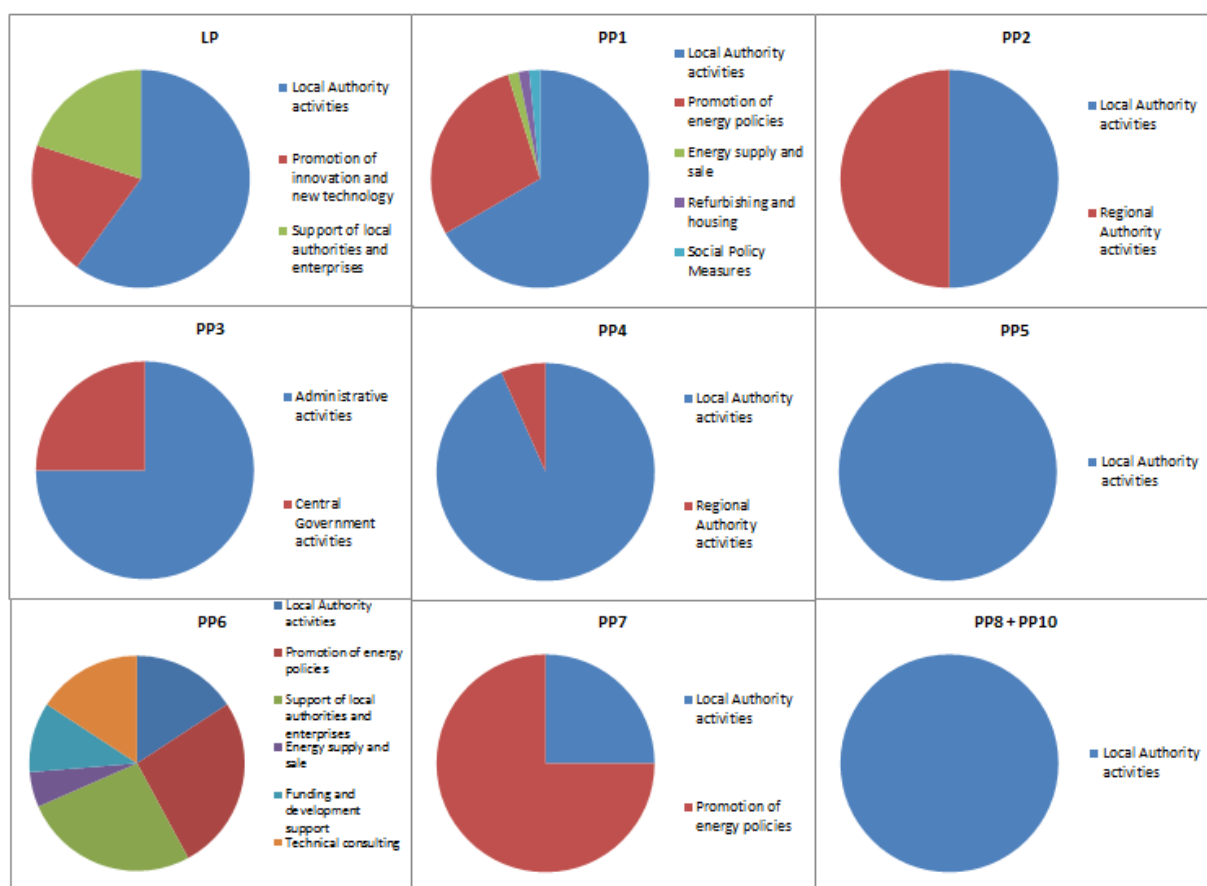 LP
Local Authority
activities
Promotion of
innovation and
new technology
Support of local
authorities and
enterprises
PP1
Local Authority
activities
Promotion of
energy policies
Energy supply and
sale
Refurbishing and
housing
Social Policy
Measures
PP2
Local Authority
activities
Regional
Authority
activities
PP3
Administrative
activities
Central
Government
activities
PP4
Local Authority
activities
Regional
Authority
activities
PP5
Local Authority
activities
PP6
Local Authority
activities
Promotion of energy
policies
Support of local
authorities and
enterprises
Energy supply and
sale
Funding and
development
support
Technical consulting
PP7
Local Authority
activities
Promotion of
energy policies
PP8 + PP10
Local Authority
activities